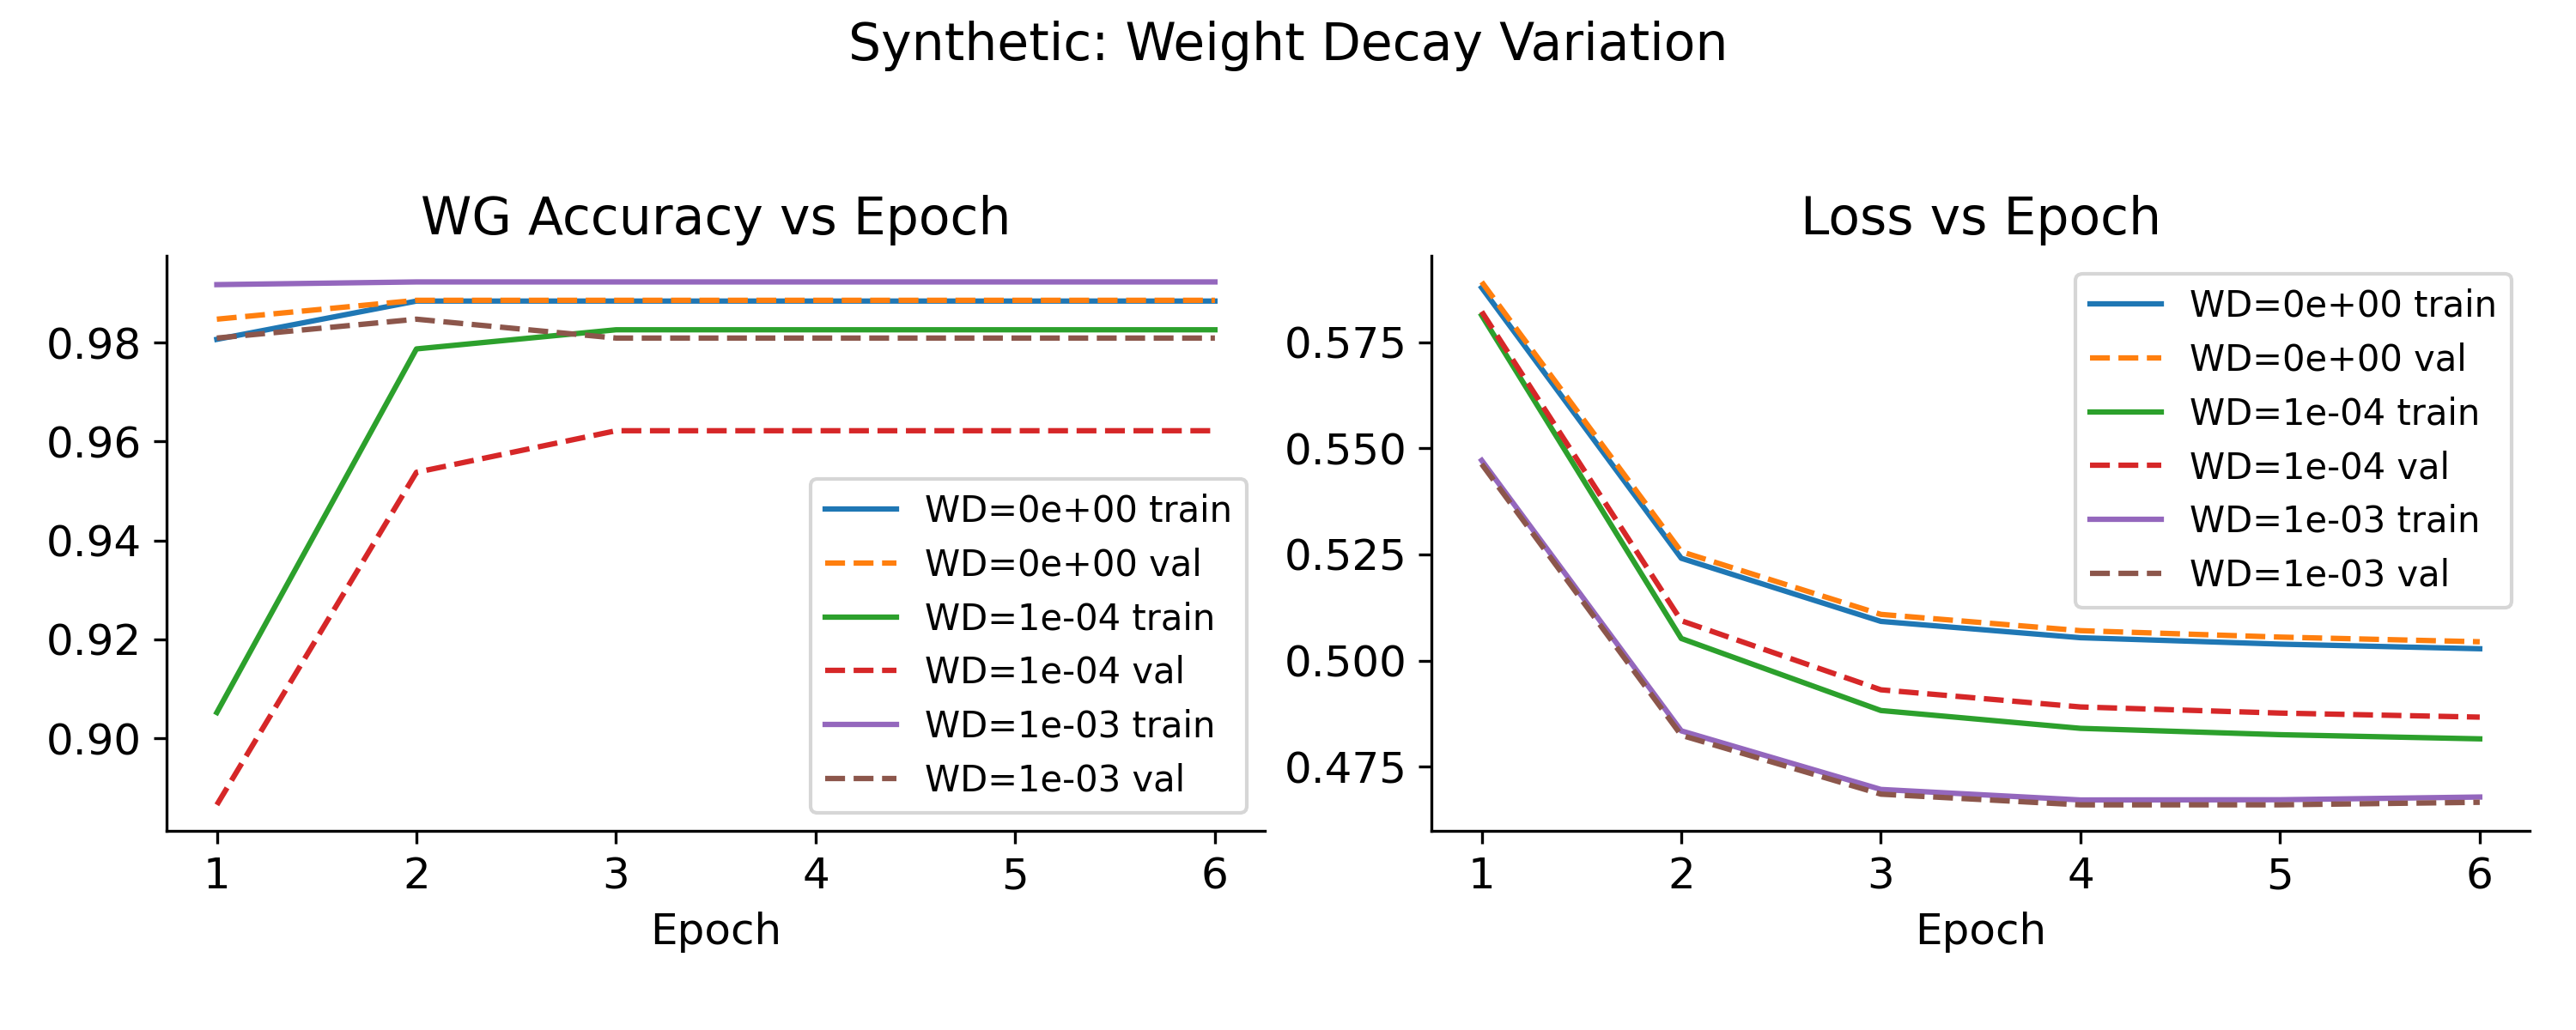 Synthetic: Weight Decay Variation
WG Accuracy vs Epoch
0.98
0.96
0.94
0.92
0.90
WD=0e+00 train
WD=0e+00 val
WD=1e-04 train
WD=1e-04 val
WD=1e-03 train
WD=1e-03 val
1 2 3 4 5 6
Epoch
Loss vs Epoch
0.575
0.550
0.525
0.500
0.475
WD=0e+00 train
WD=0e+00 val
WD=1e-04 train
WD=1e-04 val
WD=1e-03 train
WD=1e-03 val
1 2 3 4 5 6
Epoch